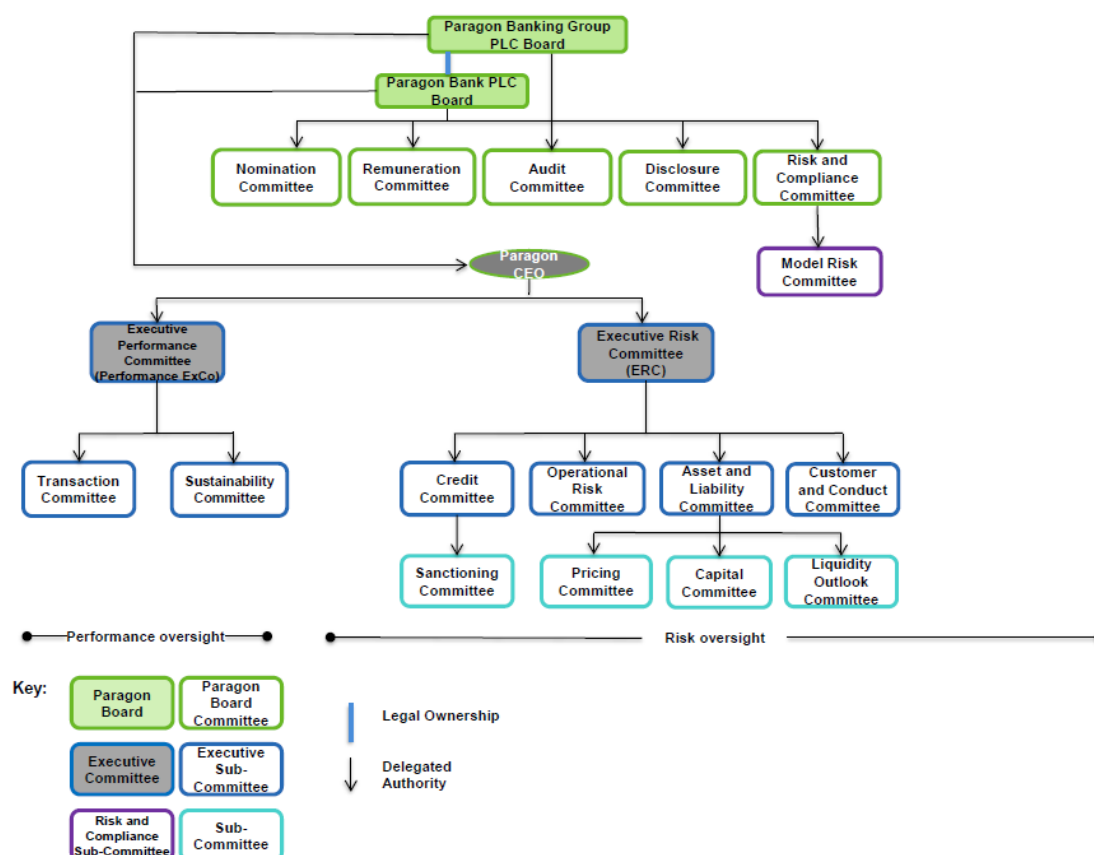 Paragon Banking Group
PLC Board
Paragon Bank PLC
Board
Nomination
Committee
Remuneration
Committee
Audit
Committee
Disclosure
Committee
Risk and
Compliance
Committee
Model Risk
Committee
Paragon
CEO
Executive
Performance
Committee
(Performance ExCo)
Executive Risk
Committee
(ERC)
Transaction
Committee
Sustainability
Committee
Credit
Committee
Operational
Risk
Committee
Asset and
Liability
Committee
Customer
and Conduct
Committee
Sanctioning
Committee
Pricing
Committee
Capital
Committee
Liquidity
Outlook
Committee
Performance oversight
Risk oversight
Key:
Paragon
Board
Paragon
Board
Committee
Legal Ownership
Executive
Committee
Executive
Sub-
Committee
Delegated
Authority
Risk and
Compliance
Sub-Committee
Sub-
Committee